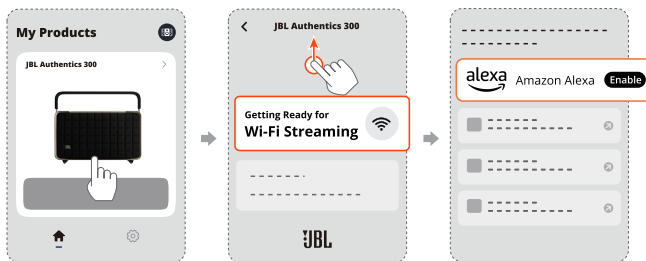 My Products
JBL Authentics 300
JBL Authentics 300
Getting Ready for
Wi-Fi Streaming
JBL
alexa
Amazon Alexa
Enable